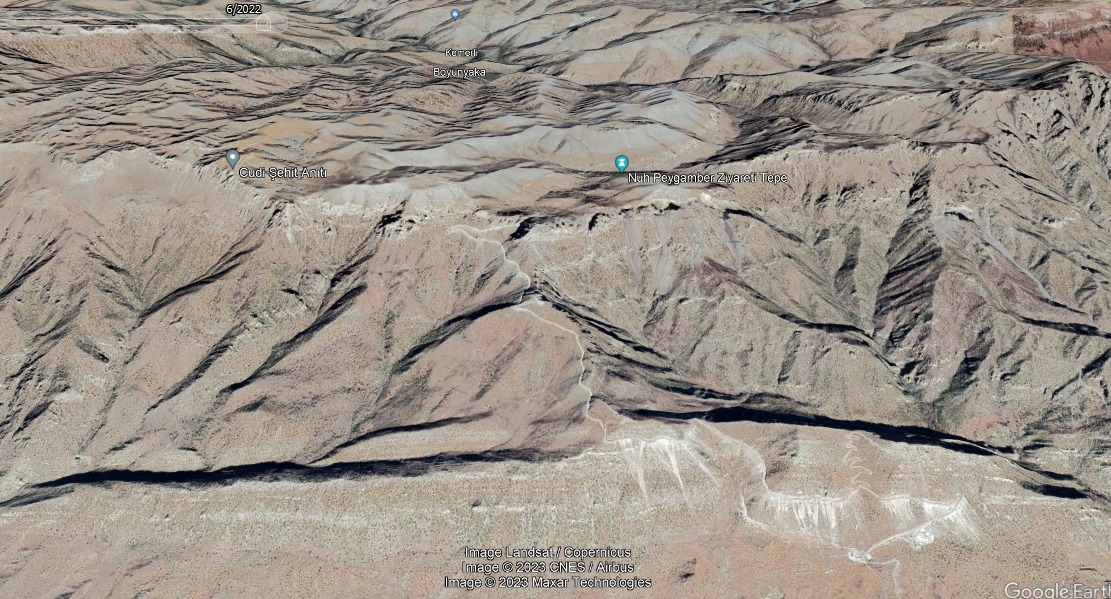 6/2022
Kemerli
Boyunyaka
Cudi Şehit Anıtı
Nuh Peygamber Ziyareti Tepe
Image Landsat / Copernicus
Image © 2023 CNES / Airbus
Image © 2023 Maxar Technologies
Google Earth